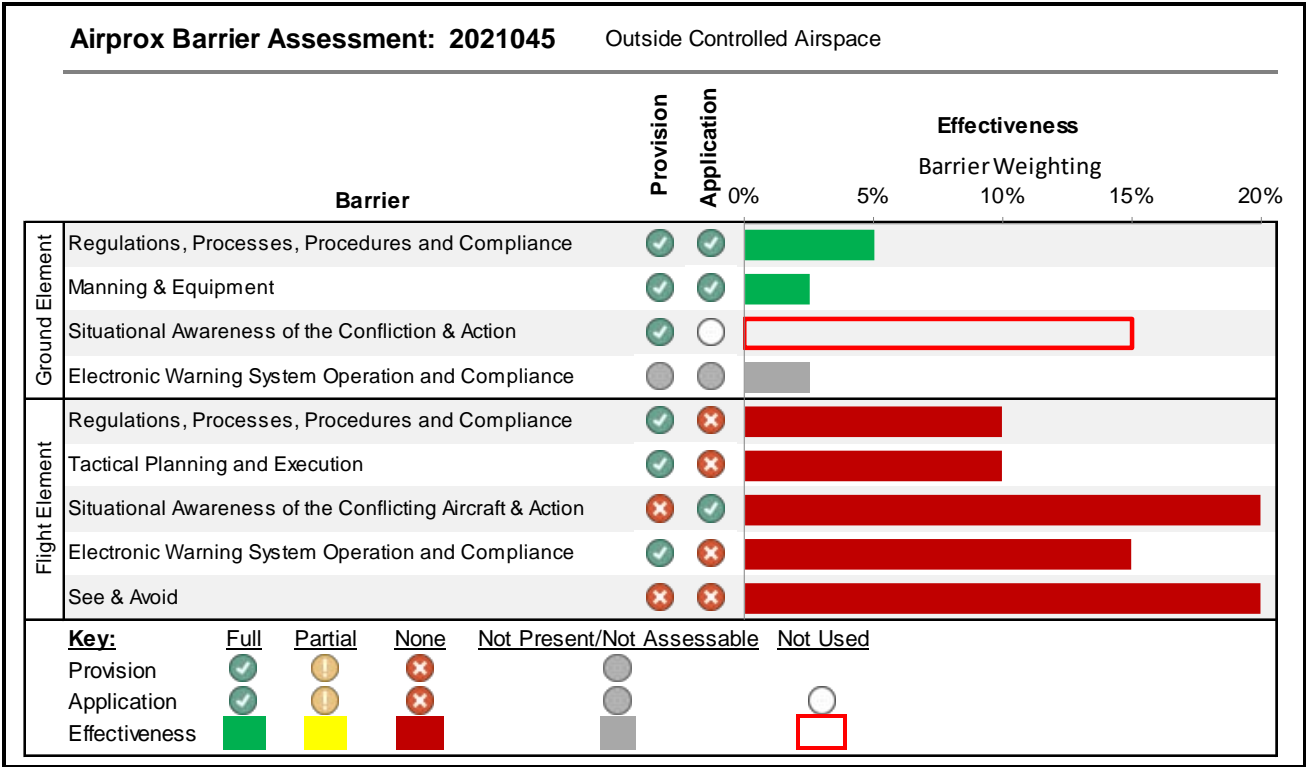 Airprox Barrier Assessment: 2021045 Outside Controlled Airspace
Provision
Application
Effectiveness
Barrier Weighting
Barrier
0% 5% 10% 15% 20%
Ground Element
Regulations, Processes, Procedures and Compliance
Manning & Equipment
Situational Awareness of the Confliction & Action
Electronic Warning System Operation and Compliance
Flight Element
Regulations, Processes, Procedures and Compliance
Tactical Planning and Execution
Situational Awareness of the Conflicting Aircraft & Action
Electronic Warning System Operation and Compliance
See & Avoid
Key: Full Partial None Not Present/Not Assessable Not Used
Provision
Application
Effectiveness